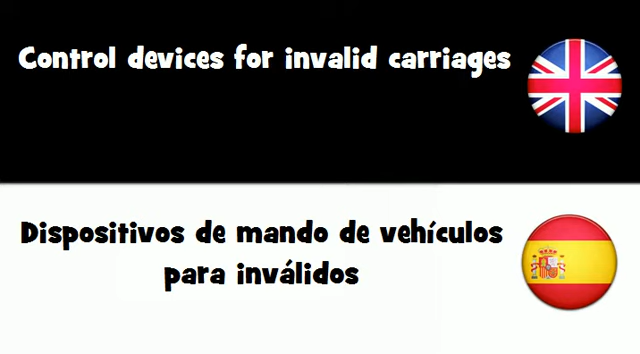 Control devices for invalid carriages
Dispositivos de mando de vehículos
para inválidos